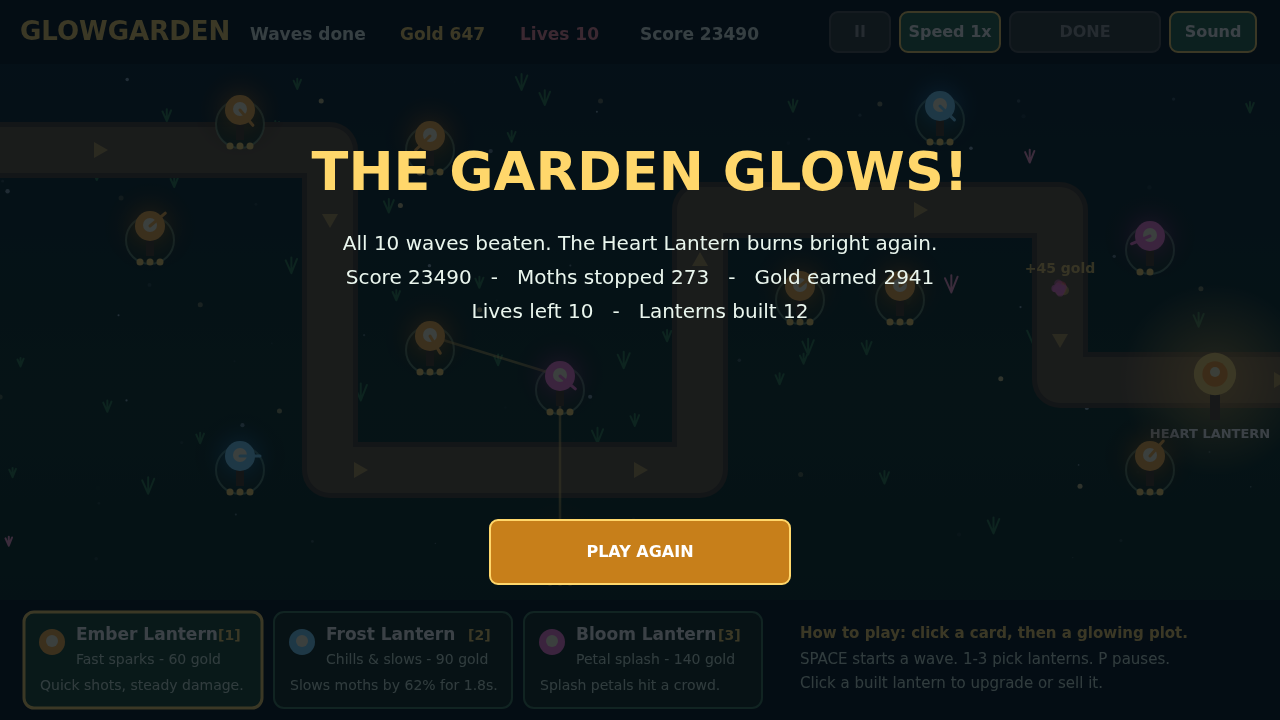 GLOWGARDEN
Waves done
Gold 647
Lives 10
Score 23490
II
Speed 1x
DONE
Sound
THE GARDEN GLOWS!
All 10 waves beaten. The Heart Lantern burns bright again.
Score 23490 - Moths stopped 273 - Gold earned 2941
Lives left 10 - Lanterns built 12
+45 gold
HEART LANTERN
PLAY AGAIN
Ember Lantern [1]
Fast sparks - 60 gold
Quick shots, steady damage.
Frost Lantern [2]
Chills & slows - 90 gold
Slows moths by 62% for 1.8s.
Bloom Lantern [3]
Petal splash - 140 gold
Splash petals hit a crowd.
How to play: click a card, then a glowing plot.
SPACE starts a wave. 1-3 pick lanterns. P pauses.
Click a built lantern to upgrade or sell it.